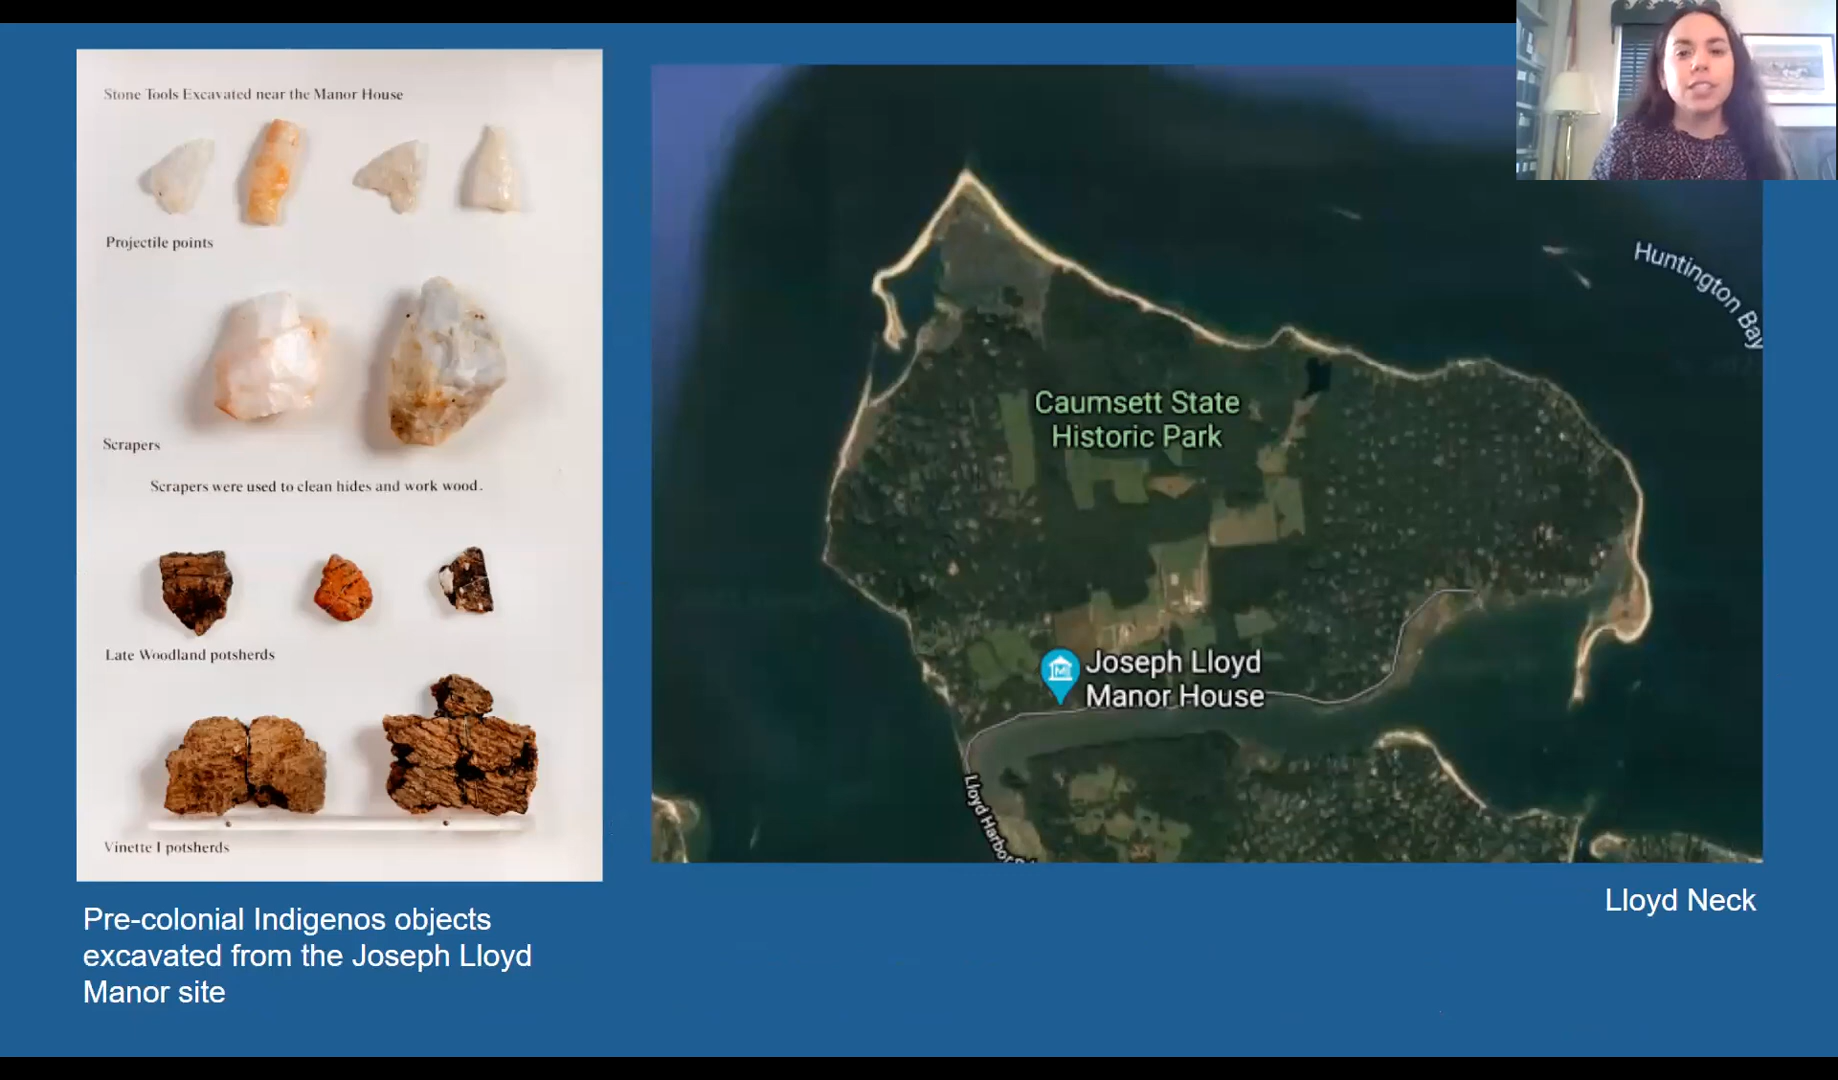 Stone Tools Excavated near the Manor House
Projectile points
Scrapers
Scrapers were used to clean hides and work wood.
Late Woodland potsherds
Vinette I potsherds
Pre-colonial Indigenos objects
excavated from the Joseph Lloyd
Manor site
Huntington Bay
Caumsett State
Historic Park
Joseph Lloyd
Manor House
Lloyd Harbor
Lloyd Neck